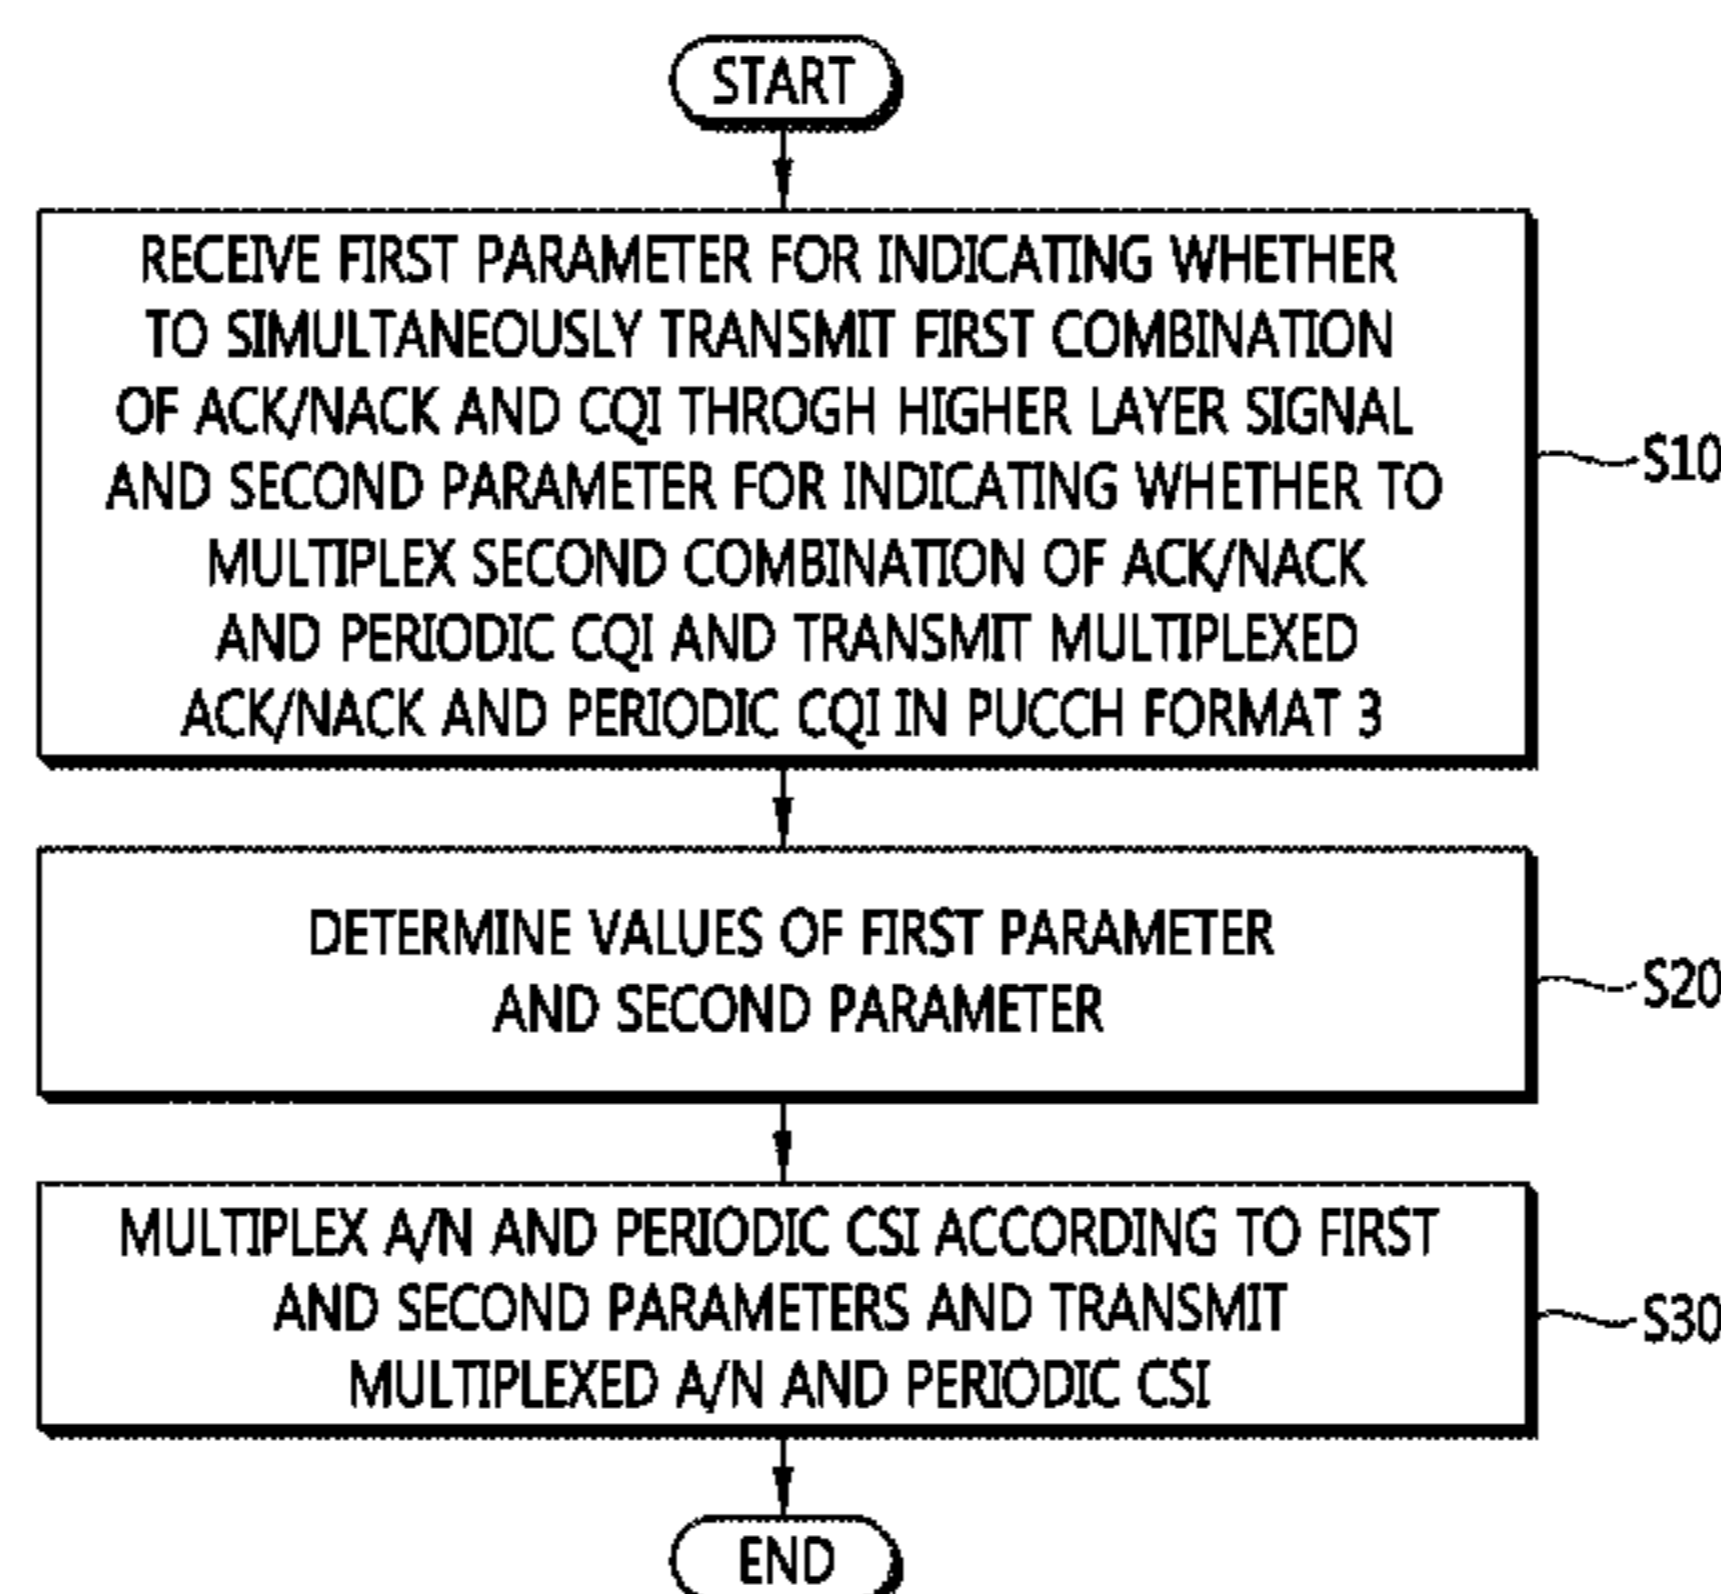 START
RECEIVE FIRST PARAMETER FOR INDICATING WHETHER
TO SIMULTANEOUSLY TRANSMIT FIRST COMBINATION
OF ACK/NACK AND CQI THROGH HIGHER LAYER SIGNAL
AND SECOND PARAMETER FOR INDICATING WHETHER TO
MULTIPLEX SECOND COMBINATION OF ACK/NACK
AND PERIODIC CQI AND TRANSMIT MULTIPLEXED
ACK/NACK AND PERIODIC CQI IN PUCCH FORMAT 3
S10
DETERMINE VALUES OF FIRST PARAMETER
AND SECOND PARAMETER
S20
MULTIPLEX A/N AND PERIODIC CSI ACCORDING TO FIRST
AND SECOND PARAMETERS AND TRANSMIT
MULTIPLEXED A/N AND PERIODIC CSI
S30
END